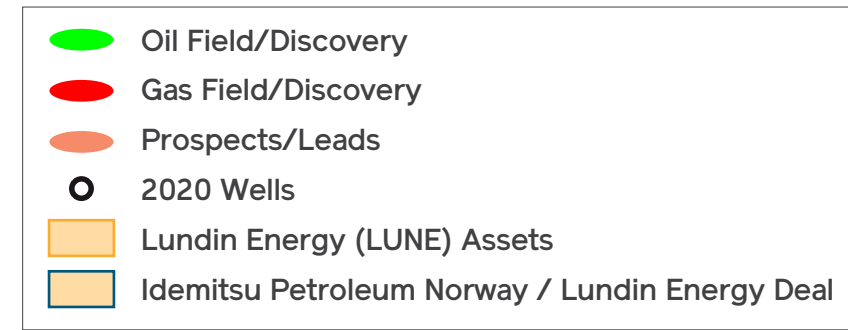 Oil Field/Discovery
Gas Field/Discovery
Prospects/Leads
2020 Wells
Lundin Energy (LUNE) Assets
Idemitsu Petroleum Norway / Lundin Energy Deal